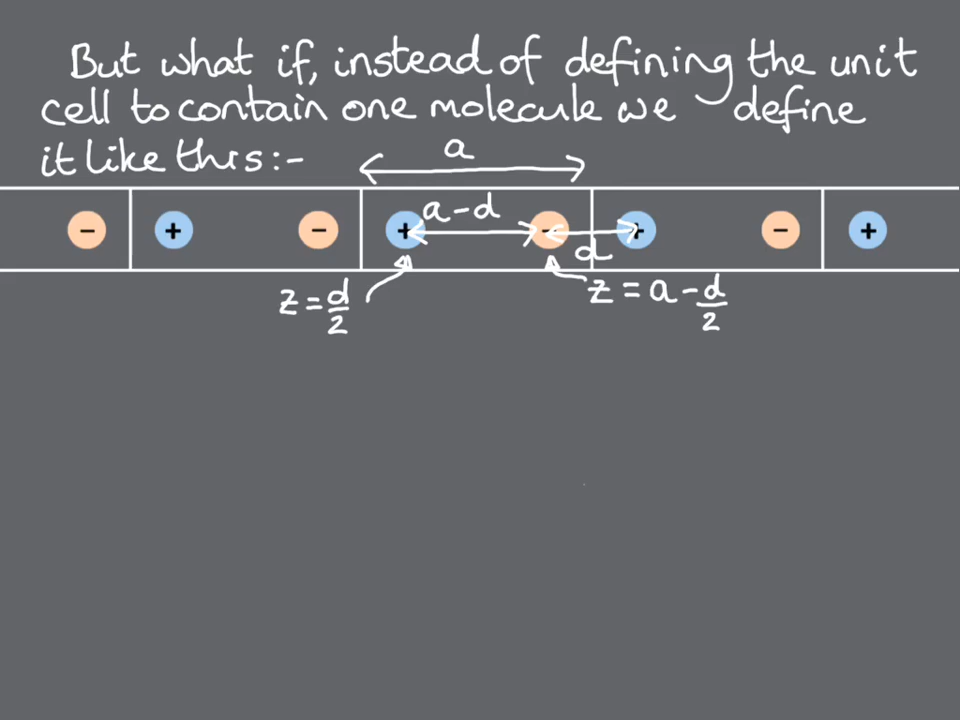 But what if, instead of defining the unit
cell to contain one molecule we define
it like this:-
a
- + - + a-d - d + - +
z = d/2
z = a - d/2